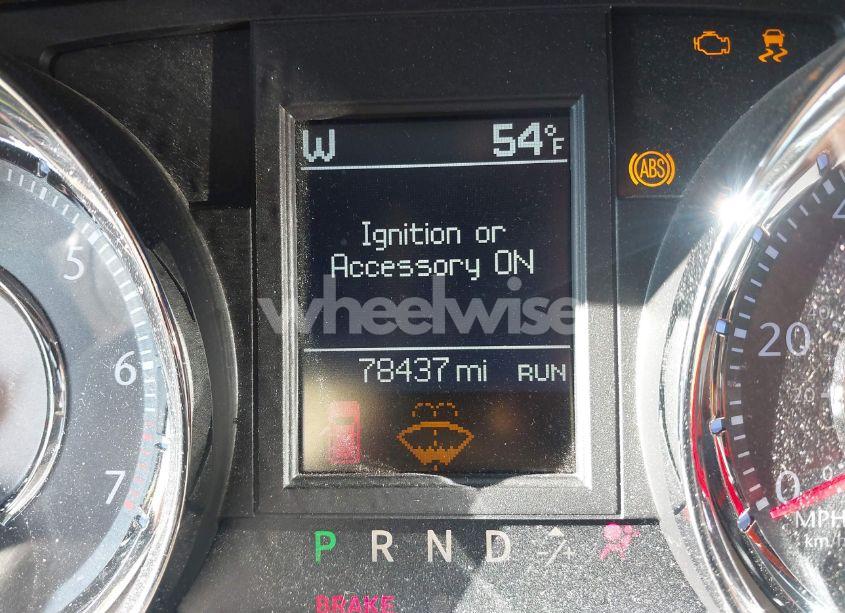 W 54°F
ABS
Ignition or
Accessory ON
wheelwise
78437 mi RUN
5
6
7
20
0
MPH
km/
P R N D -/+
BRAKE